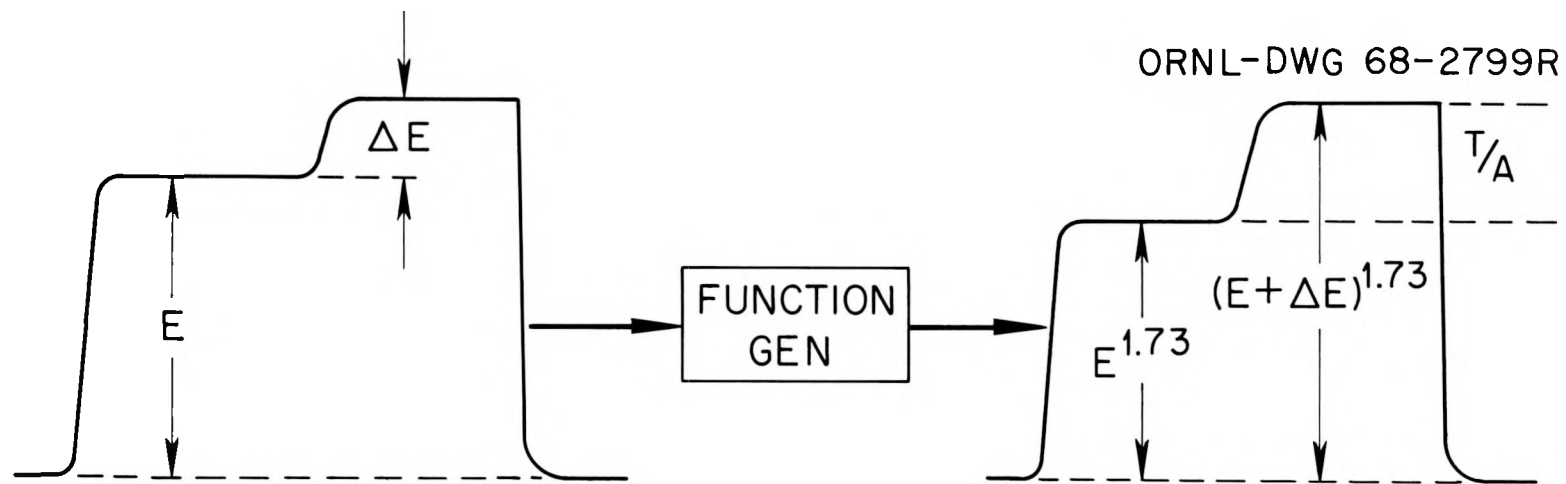 ORNL-DWG 68-2799R
ΔE
E
FUNCTION
GEN
E^1.73
(E+ΔE)^1.73
T/A